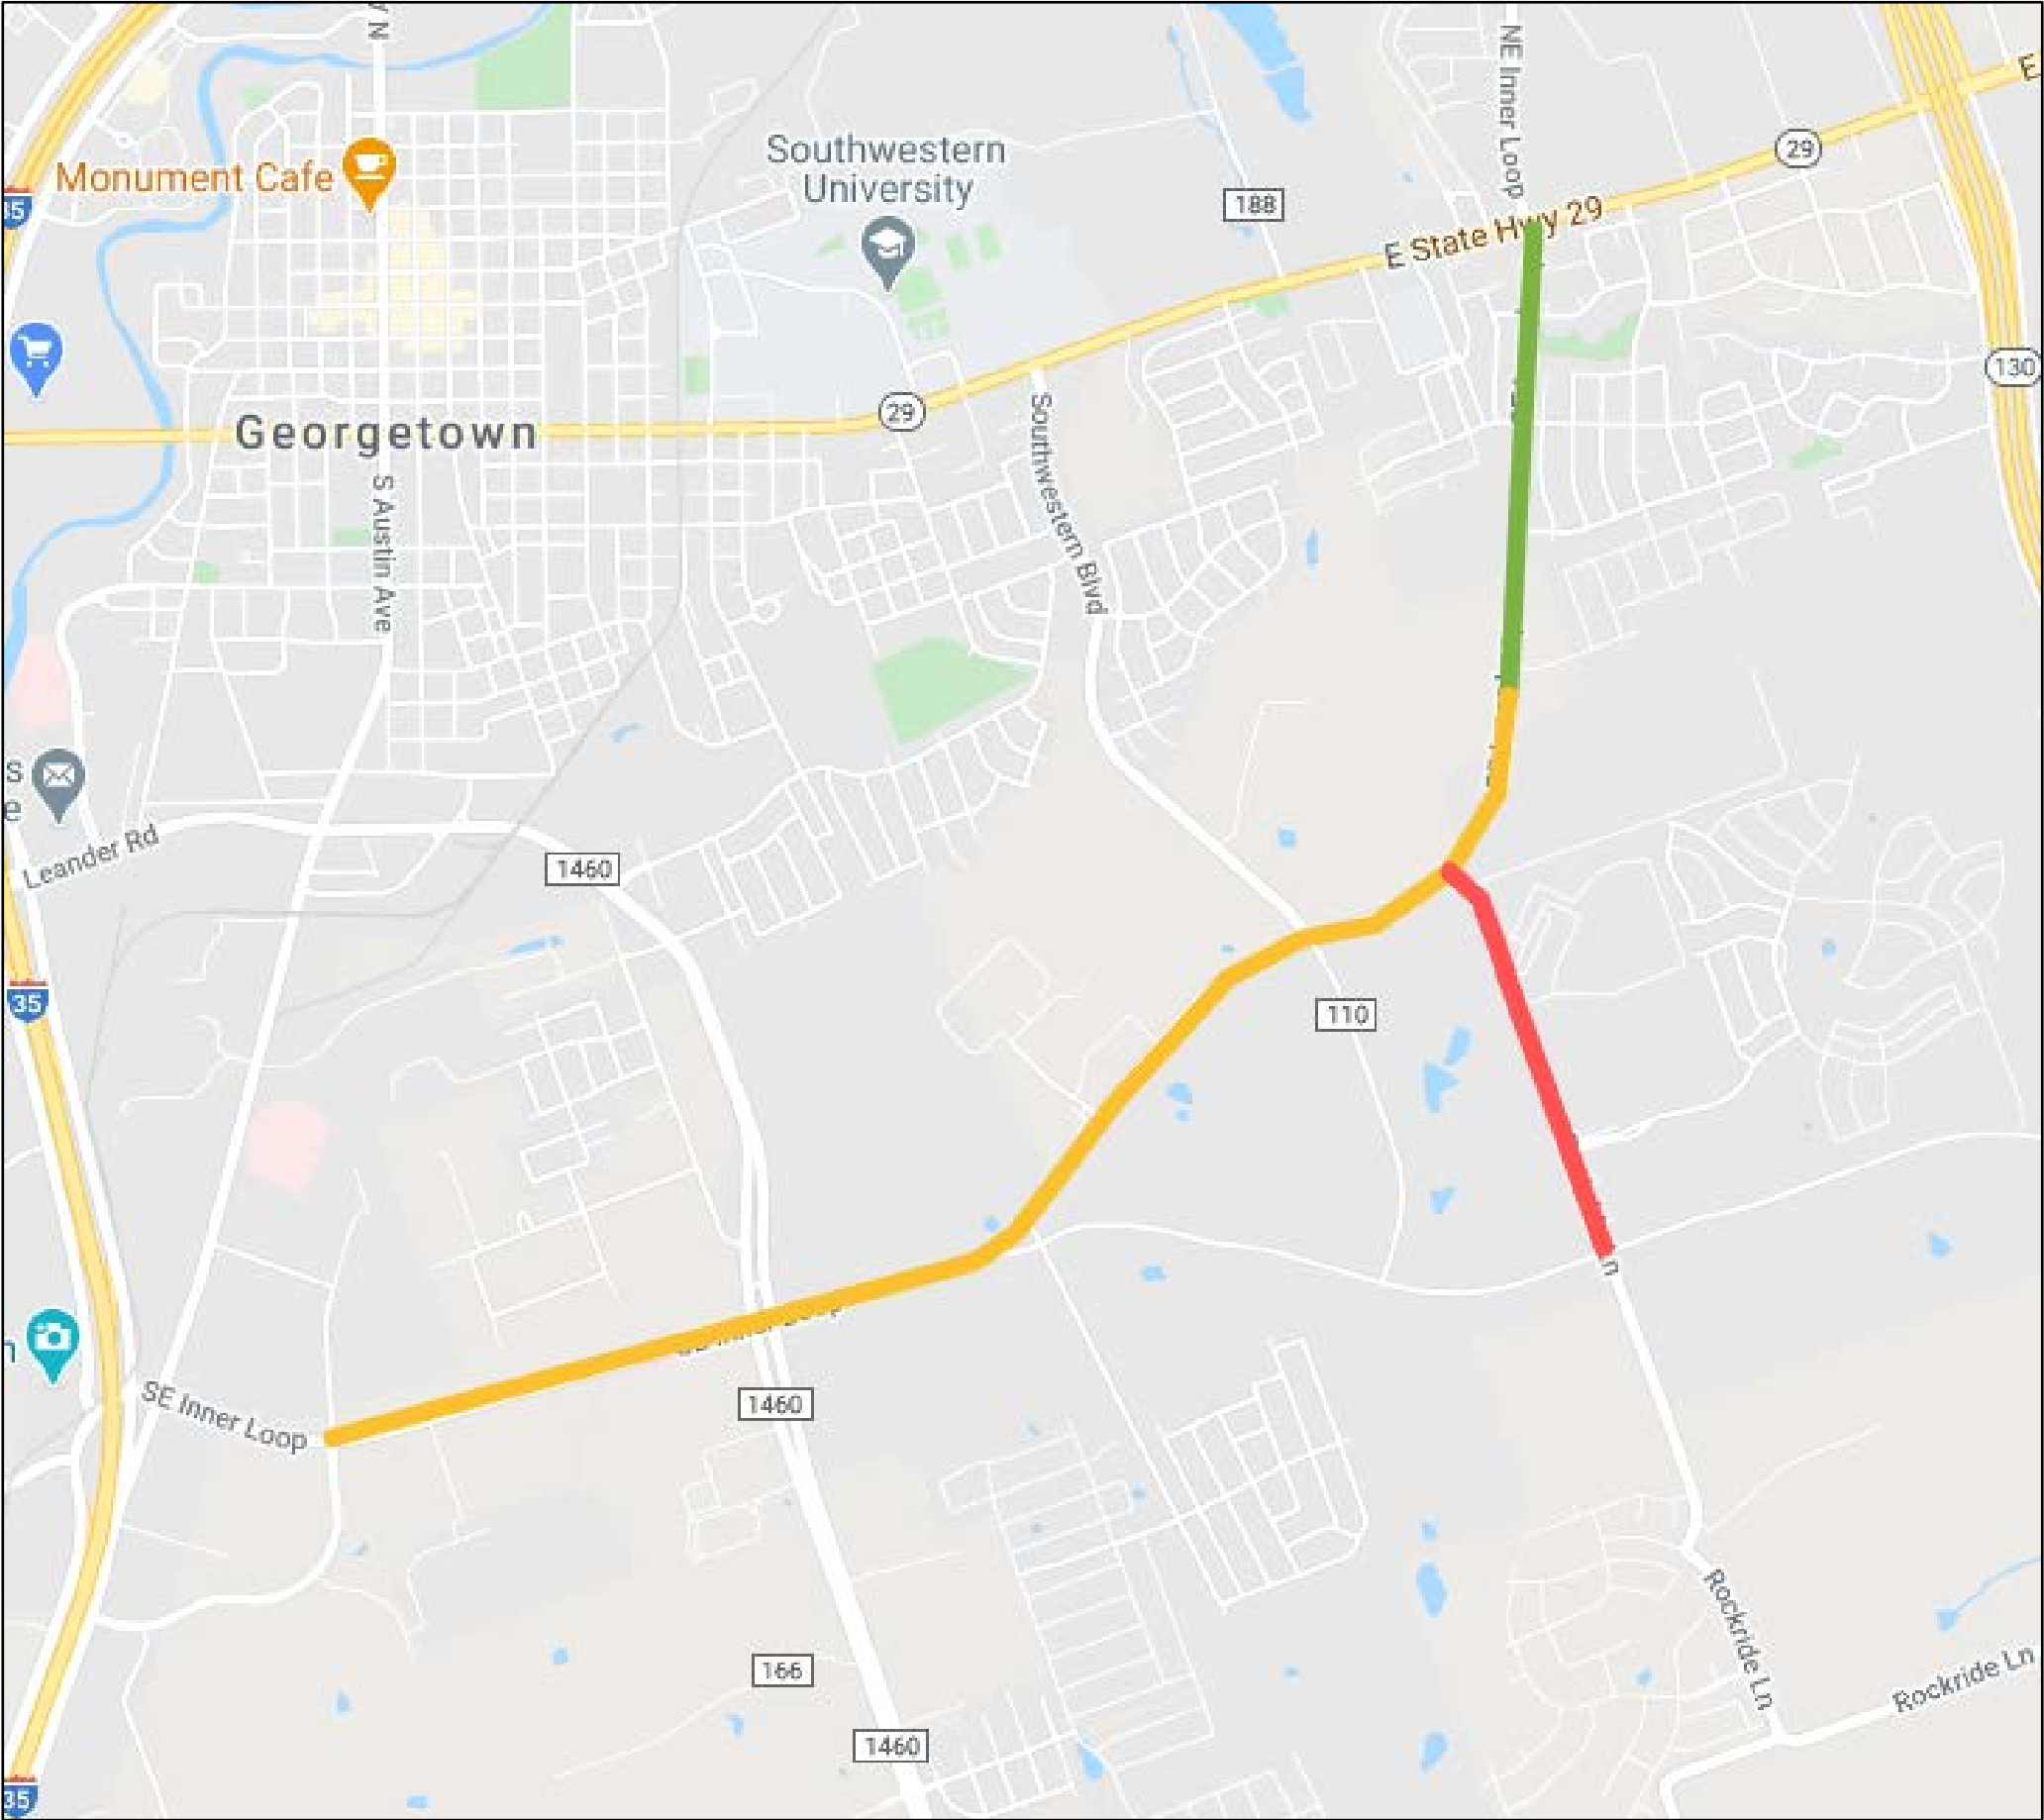 N
NE Inner Loop
E
Monument Cafe
Southwestern
University
29
188
35
E State Hwy 29
130
29
Georgetown
Southwestern Blvd
S Austin Ave
s
e
Leander Rd
1460
35
110
n
SE Inner Loop
1460
Rockride Ln
Rockride Ln
166
1460
35